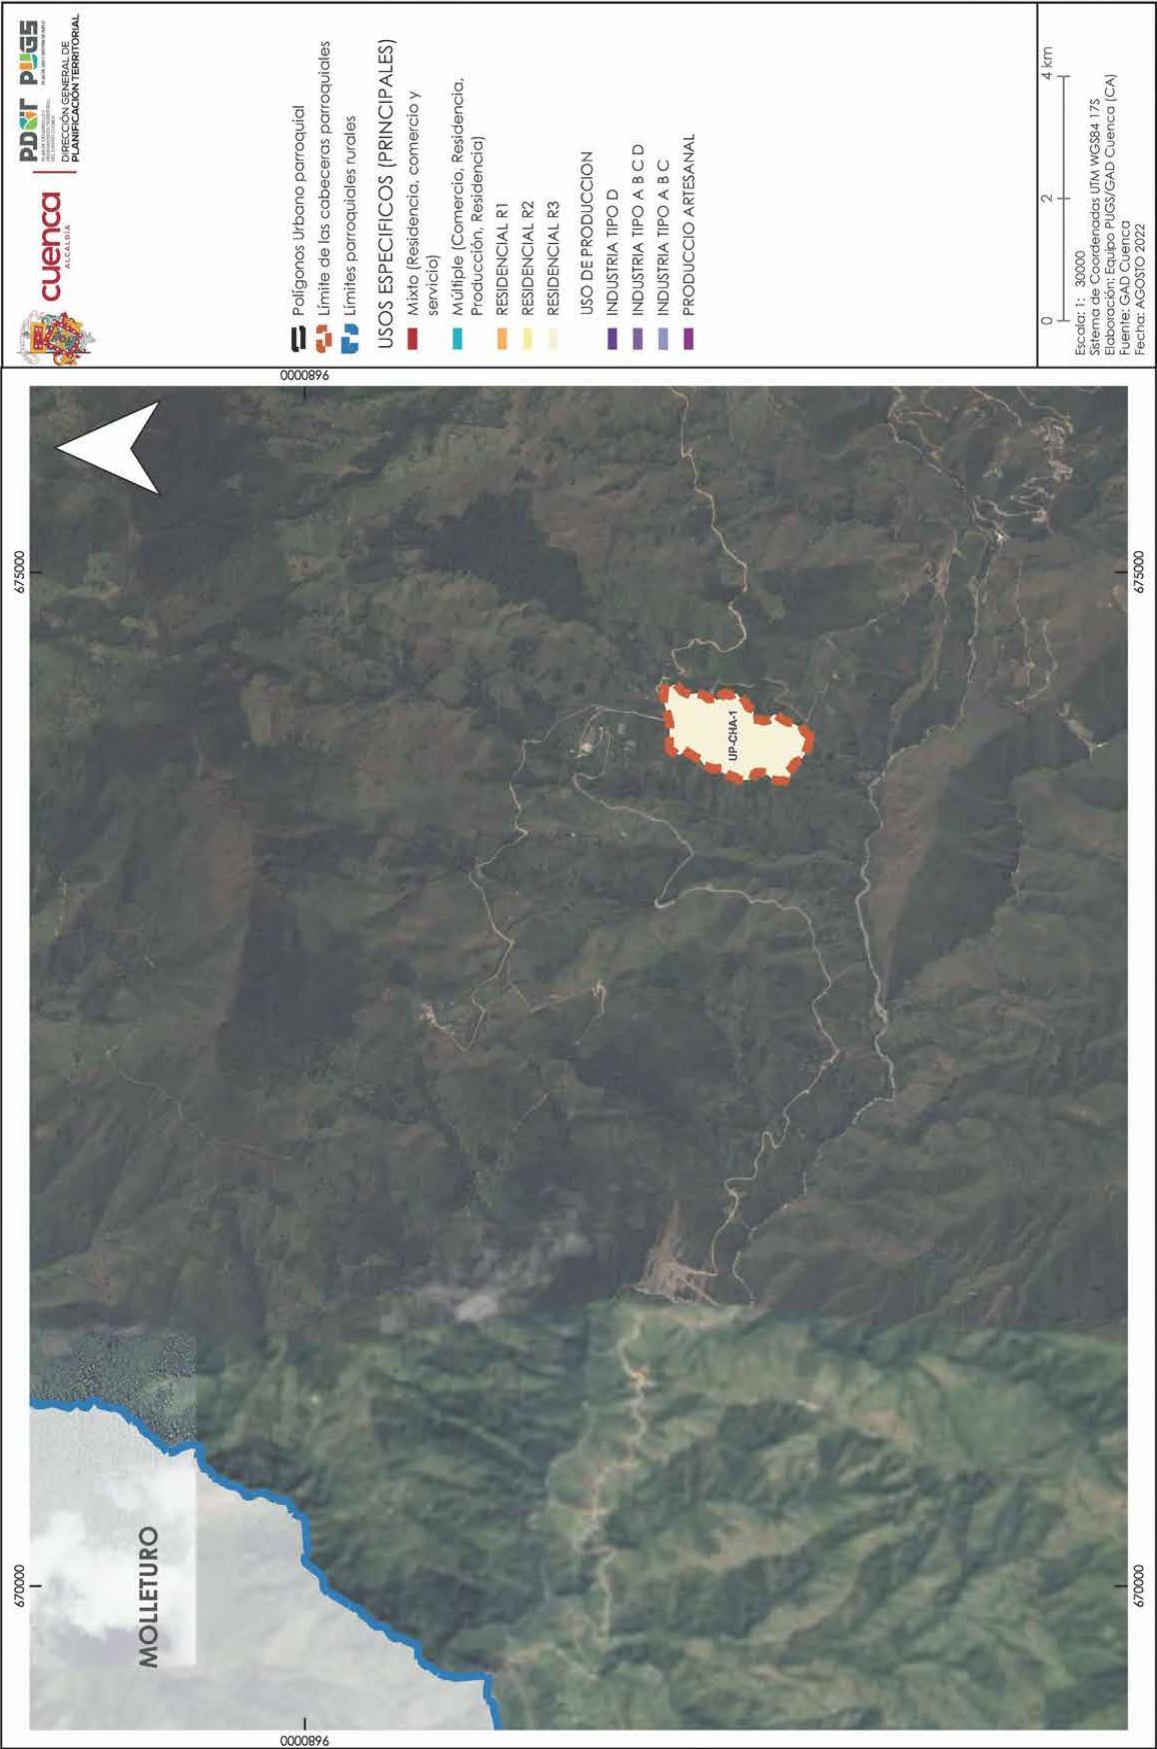 cuenca
ALCALDÍA
PDOT PUGS
DIRECCIÓN GENERAL DE
PLANIFICACIÓN TERRITORIAL
Polígonos Urbano parroquial
Límite de las cabeceras parroquiales
Límites parroquiales rurales
USOS ESPECIFICOS (PRINCIPALES)
Mixto (Residencia, comercio y
servicio)
Múltiple (Comercio, Residencia,
Producción, Residencia)
RESIDENCIAL R1
RESIDENCIAL R2
RESIDENCIAL R3
USO DE PRODUCCION
INDUSTRIA TIPO D
INDUSTRIA TIPO A B C D
INDUSTRIA TIPO A B C
PRODUCCIO ARTESANAL
0 2 4 km
Escala: 1: 30000
Sistema de Coordenadas UTM WGS84 17S
Elaboración: Equipo PUGS/GAD Cuenca (CA)
Fuente: GAD Cuenca
Fecha: AGOSTO 2022
670000
675000
MOLLETURO
9680000
9680000
UP-CHA-1
670000
675000